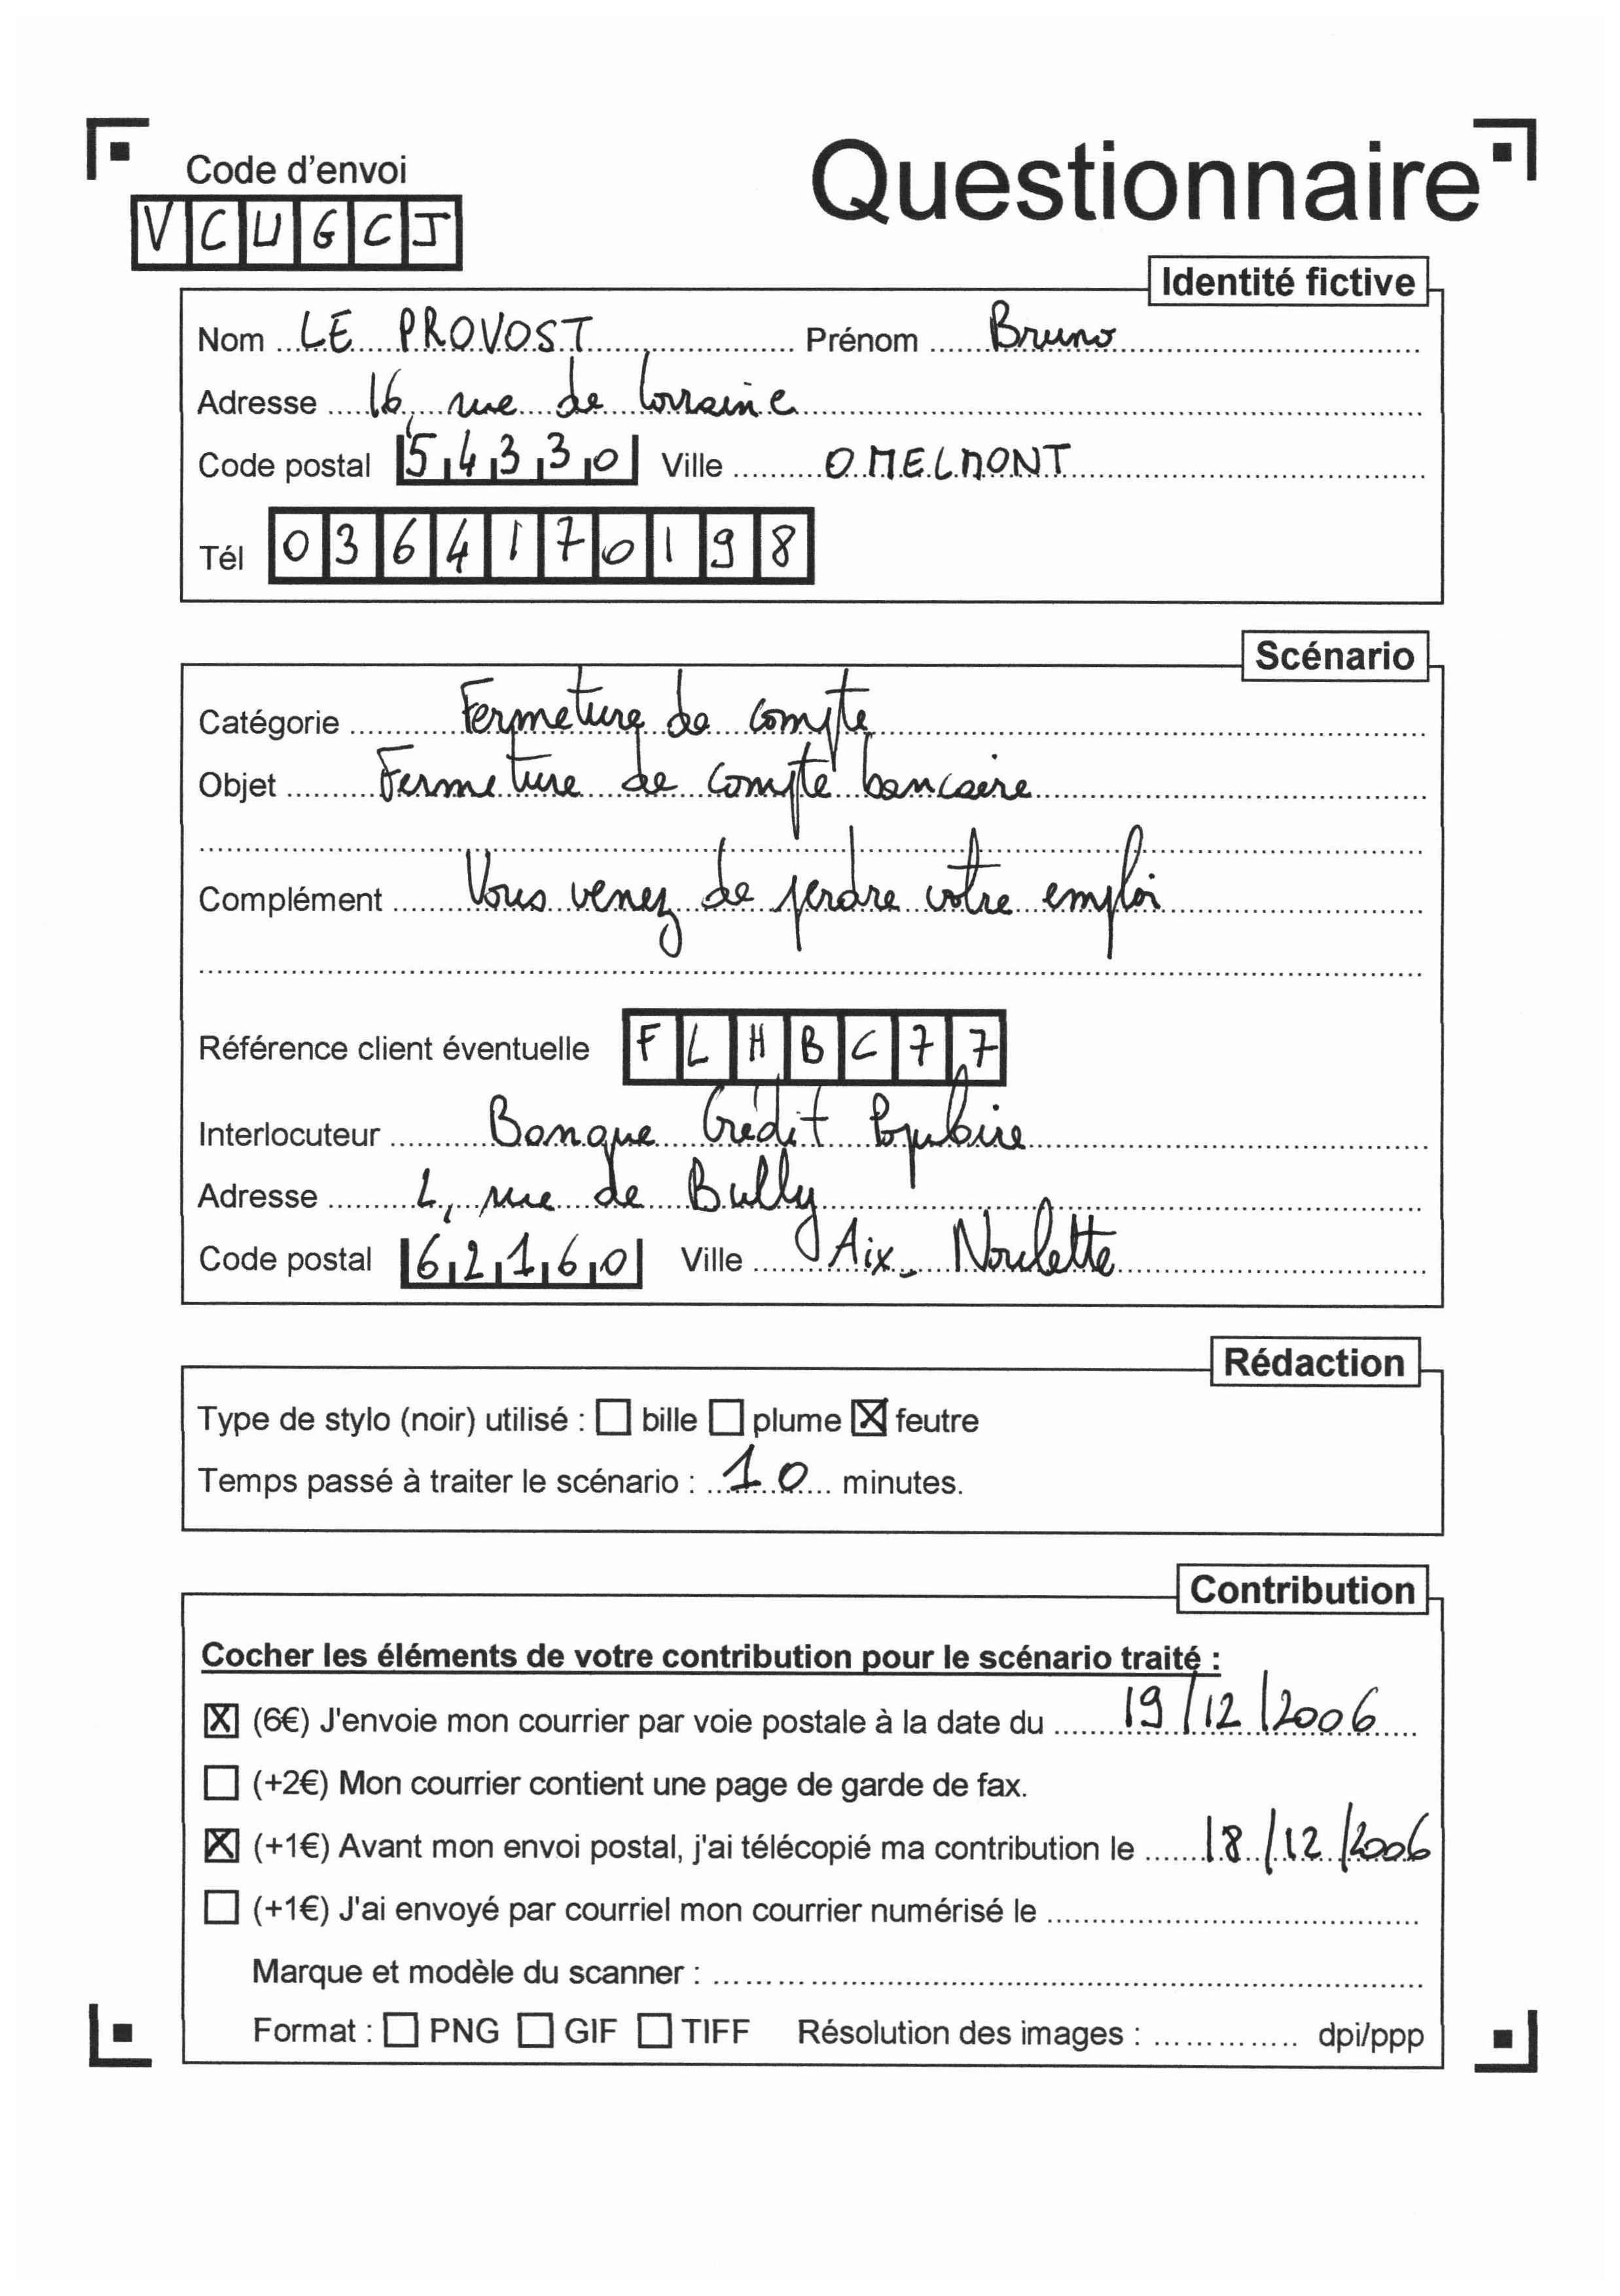 Code d'envoi
Questionnaire
V C U G C J
Identité fictive
Nom LE PROVOST Prénom Bruno
Adresse 16, rue de Lorraine
Code postal 54330 Ville OMELMONT
Tél 0364170198
Scénario
Catégorie Fermeture de compte
Objet Fermeture de compte bancaire
Complément Vous venez de perdre votre emploi
Référence client éventuelle F L H B C 7 7
Interlocuteur Banque Crédit Populaire
Adresse 2, rue de Bully
Code postal 62160 Ville Aix-Noulette
Rédaction
Type de stylo (noir) utilisé : ☐ bille ☐ plume ☒ feutre
Temps passé à traiter le scénario : 10 minutes.
Contribution
Cocher les éléments de votre contribution pour le scénario traité :
☒ (6€) J'envoie mon courrier par voie postale à la date du 19/12/2006
☐ (+2€) Mon courrier contient une page de garde de fax.
☒ (+1€) Avant mon envoi postal, j'ai télécopié ma contribution le 18/12/2006
☐ (+1€) J'ai envoyé par courriel mon courrier numérisé le
Marque et modèle du scanner :
Format : ☐ PNG ☐ GIF ☐ TIFF Résolution des images : dpi/ppp